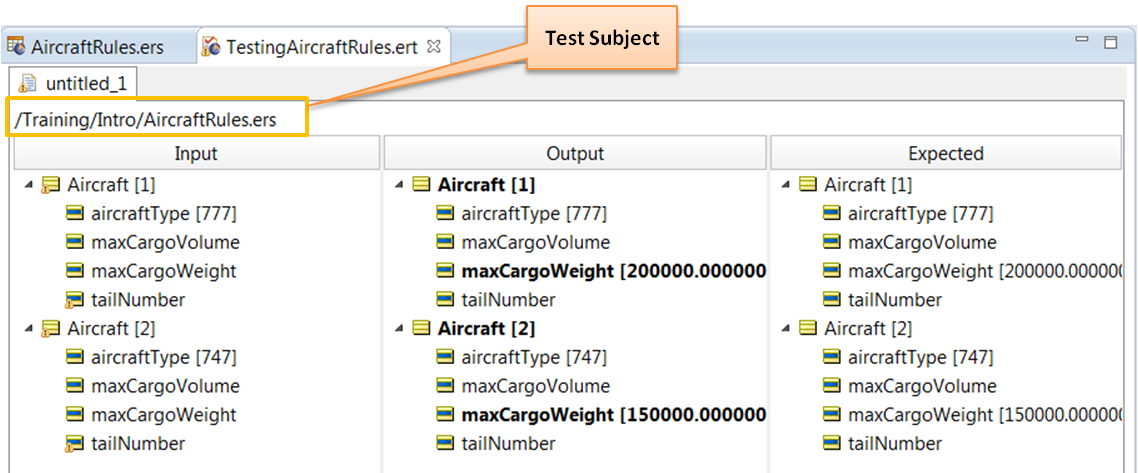 Test Subject
AircraftRules.ers
TestingAircraftRules.ert
untitled_1
/Training/Intro/AircraftRules.ers
Input
Output
Expected
Aircraft [1]
Aircraft [1]
Aircraft [1]
aircraftType [777]
aircraftType [777]
aircraftType [777]
maxCargoVolume
maxCargoVolume
maxCargoVolume
maxCargoWeight
maxCargoWeight [200000.000000
maxCargoWeight [200000.000000
tailNumber
tailNumber
tailNumber
Aircraft [2]
Aircraft [2]
Aircraft [2]
aircraftType [747]
aircraftType [747]
aircraftType [747]
maxCargoVolume
maxCargoVolume
maxCargoVolume
maxCargoWeight
maxCargoWeight [150000.000000
maxCargoWeight [150000.000000
tailNumber
tailNumber
tailNumber